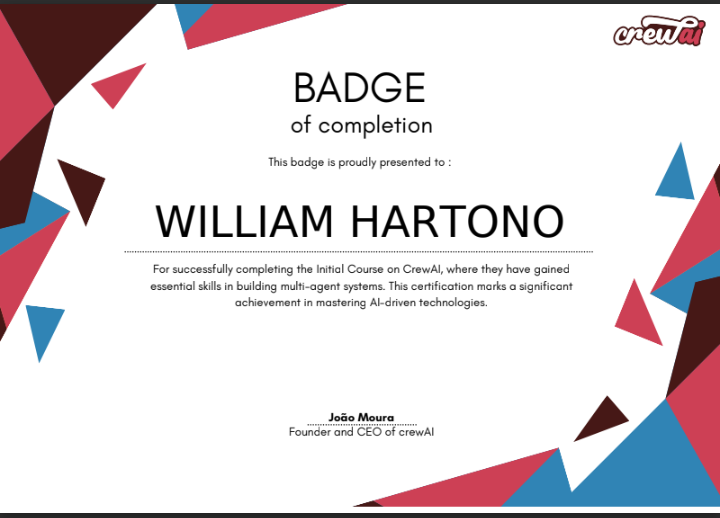 crewai
BADGE
of completion
This badge is proudly presented to :
WILLIAM HARTONO
For successfully completing the Initial Course on CrewAI, where they have gained
essential skills in building multi-agent systems. This certification marks a significant
achievement in mastering AI-driven technologies.
João Moura
Founder and CEO of crewAI